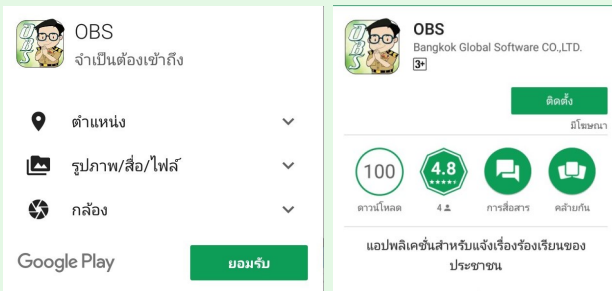 OBS
OBS
จำเป็นต้องเข้าถึง
ตำแหน่ง
รูปภาพ/สื่อ/ไฟล์
กล้อง
Google Play
ยอมรับ
OBS
OBS
Bangkok Global Software CO.,LTD.
3+
ติดตั้ง
มีโฆษณา
100
ดาวน์โหลด
4.8
4
การสื่อสาร
คล้ายกัน
แอปพลิเคชั่นสำหรับแจ้งเรื่องร้องเรียนของ
ประชาชน